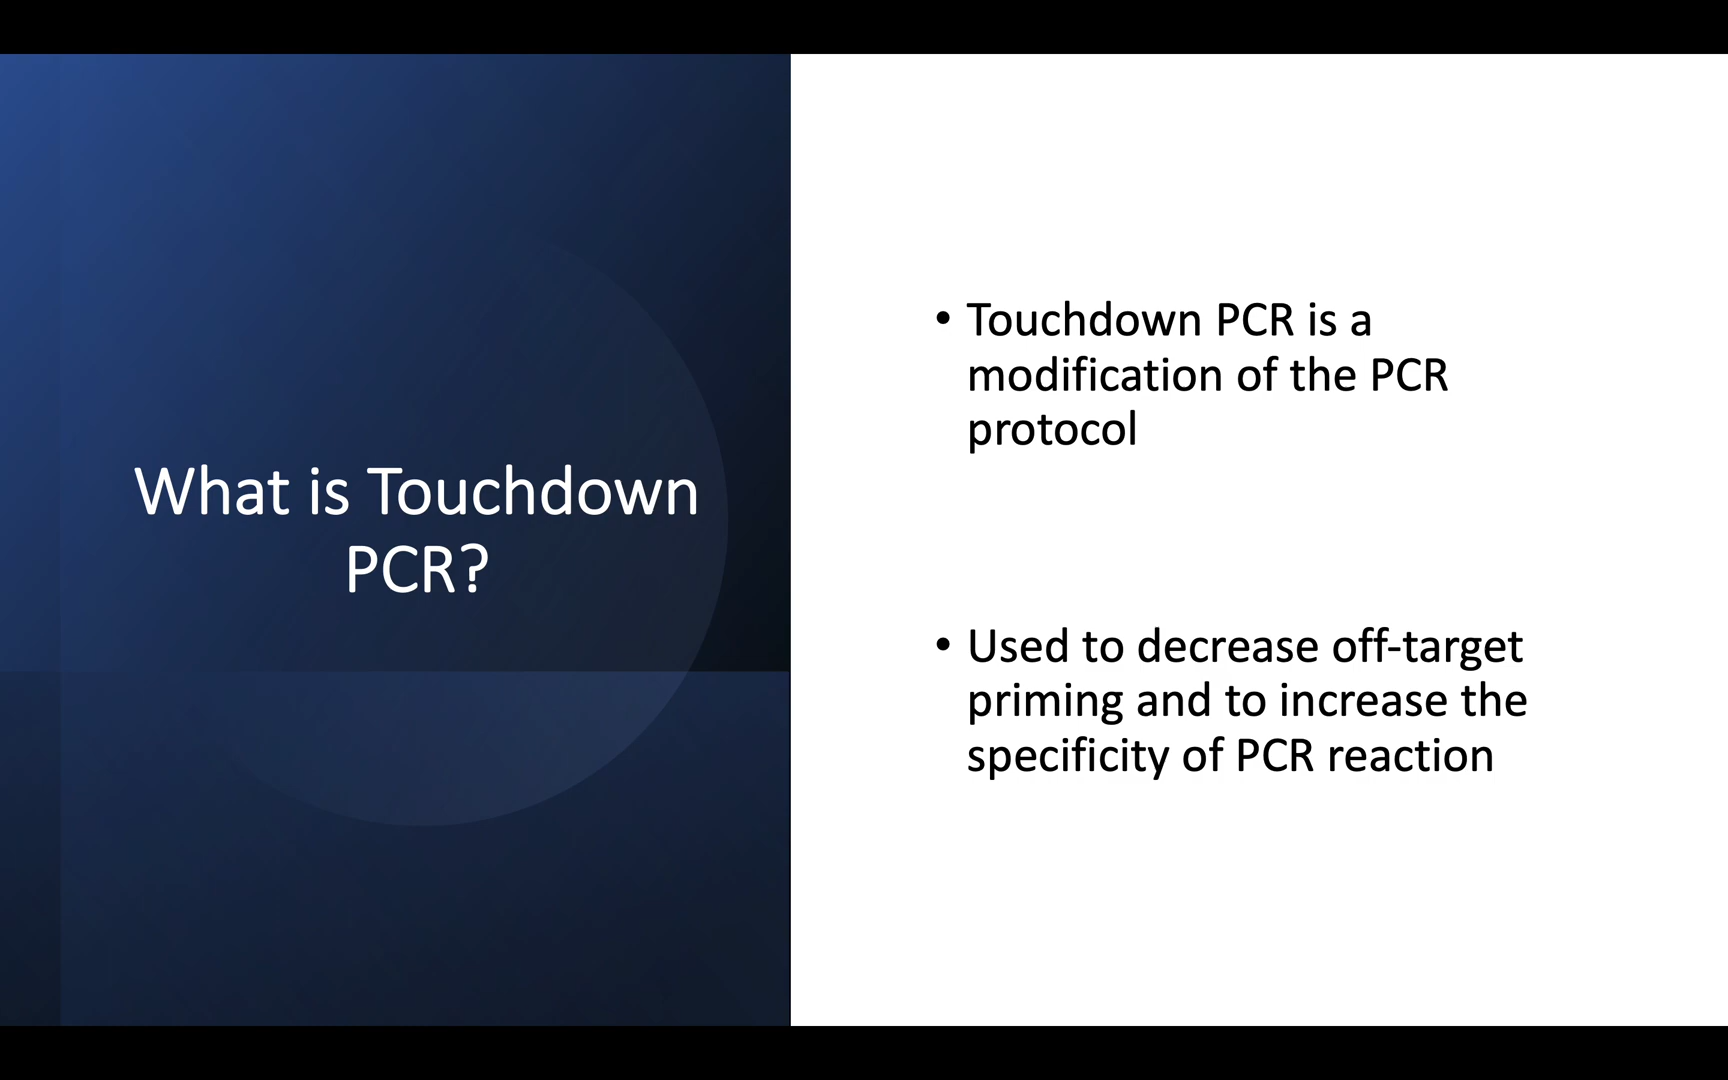 What is Touchdown
PCR?
• Touchdown PCR is a
modification of the PCR
protocol
• Used to decrease off-target
priming and to increase the
specificity of PCR reaction